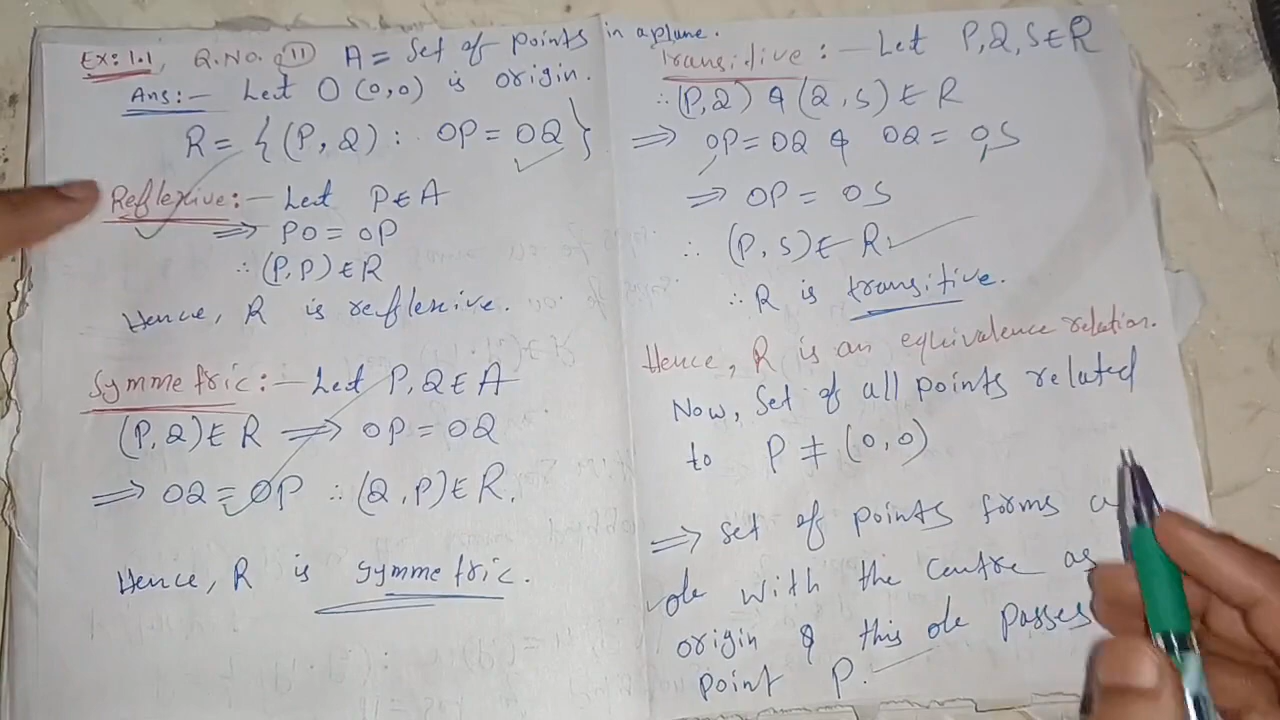 Ex: 1.1, Q.No. 11 A = Set of points in a plane.
Ans:- Let O (0,0) is origin.
R = {(P, Q) : OP = OQ}
Reflexive:- Let P ∈ A
⇒ PO = OP
∴ (P, P) ∈ R
Hence, R is reflexive.
Symmetric:- Let P, Q ∈ A
(P, Q) ∈ R ⇒ OP = OQ
⇒ OQ = OP ∴ (Q, P) ∈ R.
Hence, R is symmetric.
Transitive:- Let P, Q, S ∈ R
∴ (P, Q) & (Q, S) ∈ R
⇒ OP = OQ & OQ = OS
⇒ OP = OS
∴ (P, S) ∈ R
∴ R is transitive.
Hence, R is an equivalence relation.
Now, Set of all points related
to P ≠ (0,0)
⇒ Set of points forms a
ole with the centre as
origin & this ole passes
point P.